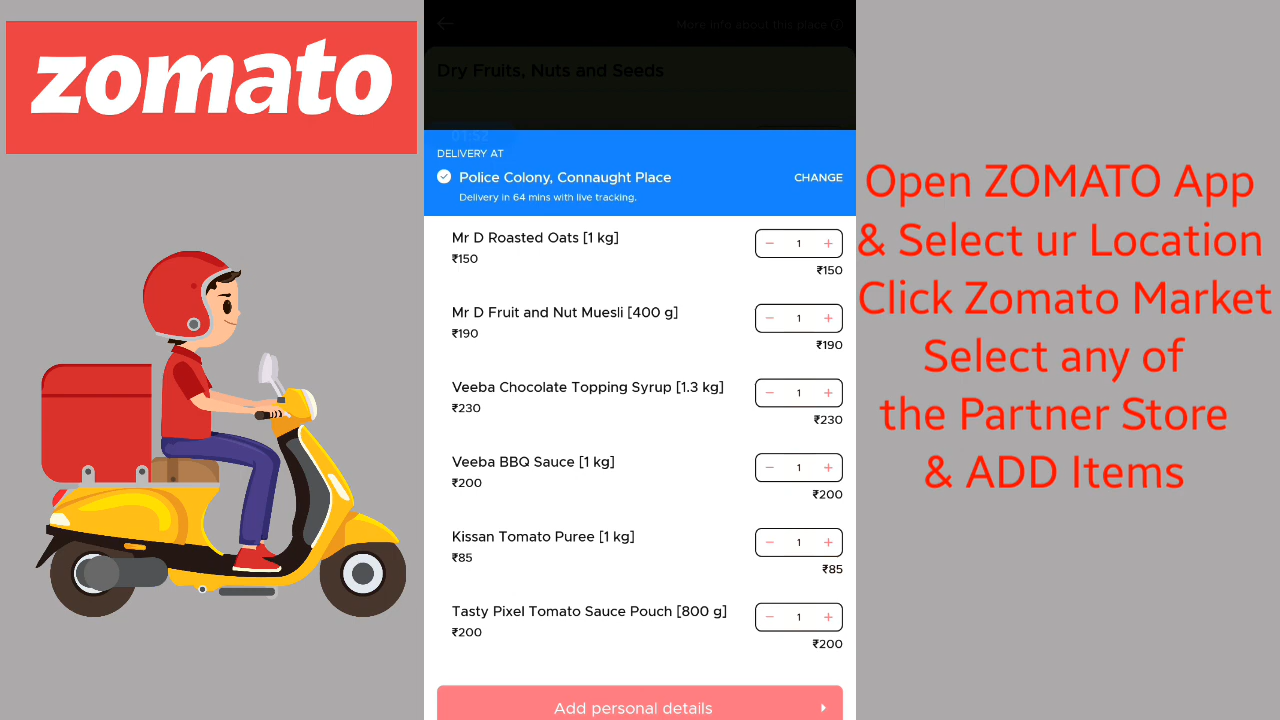 zomato
More info about this place
Dry Fruits, Nuts and Seeds
01:52
DELIVERY AT
Police Colony, Connaught Place
CHANGE
Delivery in 64 mins with live tracking.
Mr D Roasted Oats [1 kg]
₹150
1
₹150
Mr D Fruit and Nut Muesli [400 g]
₹190
1
₹190
Veeba Chocolate Topping Syrup [1.3 kg]
₹230
1
₹230
Veeba BBQ Sauce [1 kg]
₹200
1
₹200
Kissan Tomato Puree [1 kg]
₹85
1
₹85
Tasty Pixel Tomato Sauce Pouch [800 g]
₹200
1
₹200
Add personal details
Open ZOMATO App
& Select ur Location
Click Zomato Market
Select any of
the Partner Store
& ADD Items